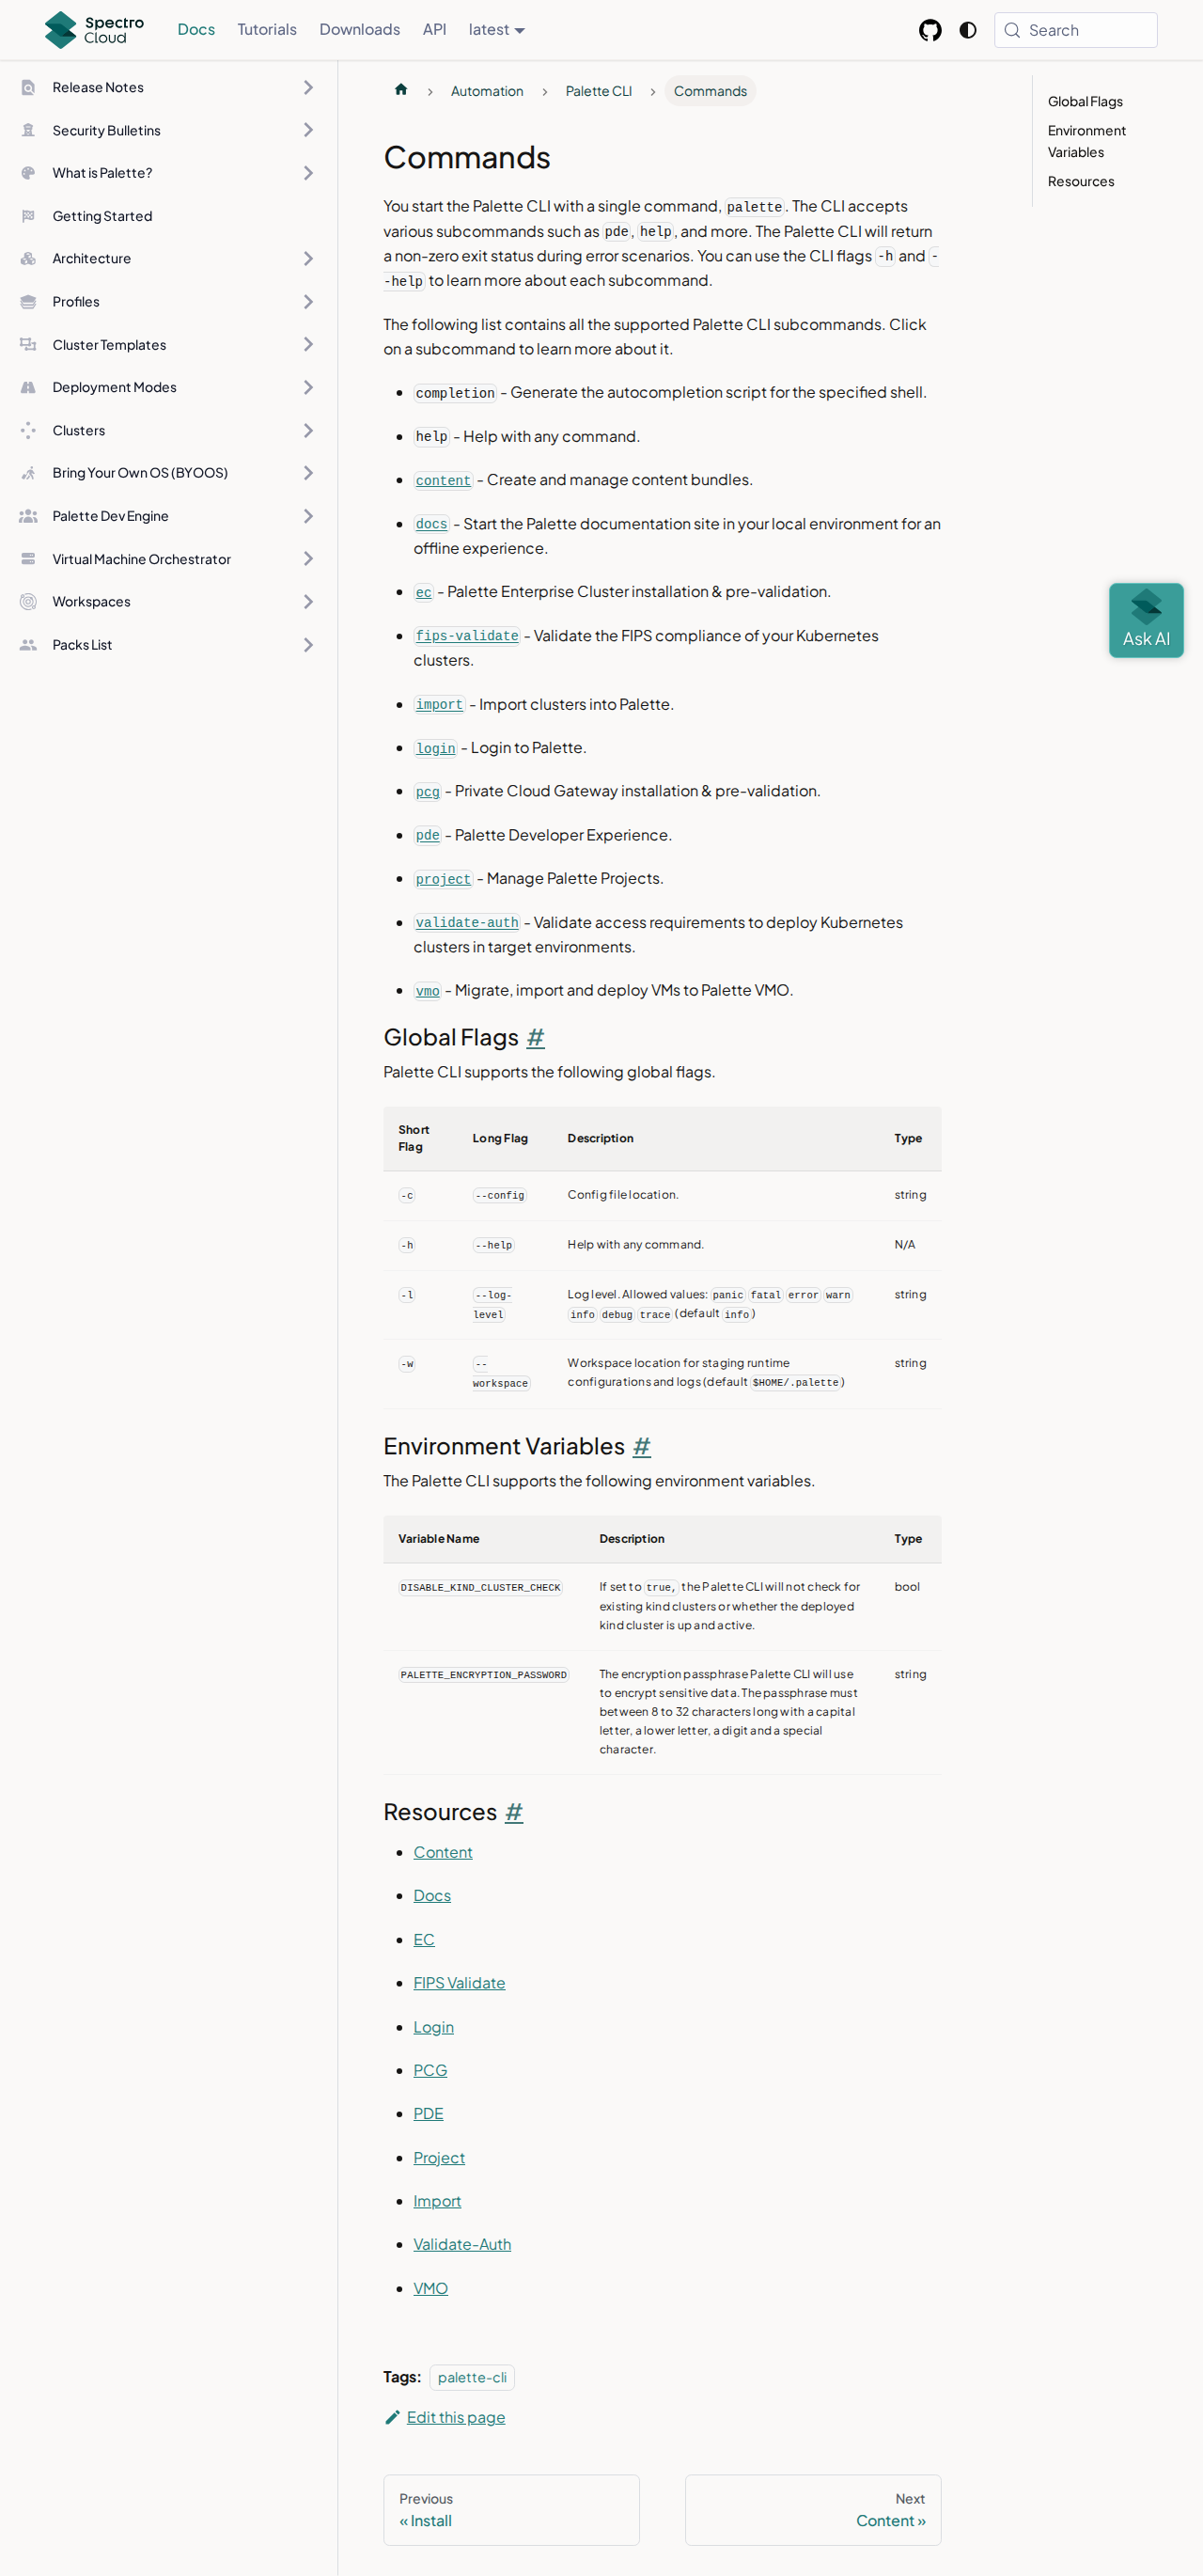 Spectro Cloud
Docs
Tutorials
Downloads
API
latest
Search
Release Notes
Security Bulletins
What is Palette?
Getting Started
Architecture
Profiles
Cluster Templates
Deployment Modes
Clusters
Bring Your Own OS (BYOOS)
Palette Dev Engine
Virtual Machine Orchestrator
Workspaces
Packs List
Automation
Palette CLI
Commands
Commands
You start the Palette CLI with a single command, palette. The CLI accepts
various subcommands such as pde, help, and more. The Palette CLI will return
a non-zero exit status during error scenarios. You can use the CLI flags -h and -
-help to learn more about each subcommand.
The following list contains all the supported Palette CLI subcommands. Click
on a subcommand to learn more about it.
completion - Generate the autocompletion script for the specified shell.
help - Help with any command.
content - Create and manage content bundles.
docs - Start the Palette documentation site in your local environment for an
offline experience.
ec - Palette Enterprise Cluster installation & pre-validation.
fips-validate - Validate the FIPS compliance of your Kubernetes
clusters.
import - Import clusters into Palette.
login - Login to Palette.
pcg - Private Cloud Gateway installation & pre-validation.
pde - Palette Developer Experience.
project - Manage Palette Projects.
validate-auth - Validate access requirements to deploy Kubernetes
clusters in target environments.
vmo - Migrate, import and deploy VMs to Palette VMO.
Global Flags #
Palette CLI supports the following global flags.
Short Flag
Long Flag
Description
Type
-c
--config
Config file location.
string
-h
--help
Help with any command.
N/A
-l
--log-
level
Log level. Allowed values: panic fatal error warn
info debug trace (default info)
string
-w
--
workspace
Workspace location for staging runtime
configurations and logs (default $HOME/.palette)
string
Environment Variables #
The Palette CLI supports the following environment variables.
Variable Name
Description
Type
DISABLE_KIND_CLUSTER_CHECK
If set to true, the Palette CLI will not check for
existing kind clusters or whether the deployed
kind cluster is up and active.
bool
PALETTE_ENCRYPTION_PASSWORD
The encryption passphrase Palette CLI will use
to encrypt sensitive data. The passphrase must
between 8 to 32 characters long with a capital
letter, a lower letter, a digit and a special
character.
string
Resources #
Content
Docs
EC
FIPS Validate
Login
PCG
PDE
Project
Import
Validate-Auth
VMO
Tags: palette-cli
Edit this page
Previous
« Install
Next
Content »
Global Flags
Environment
Variables
Resources
Ask AI